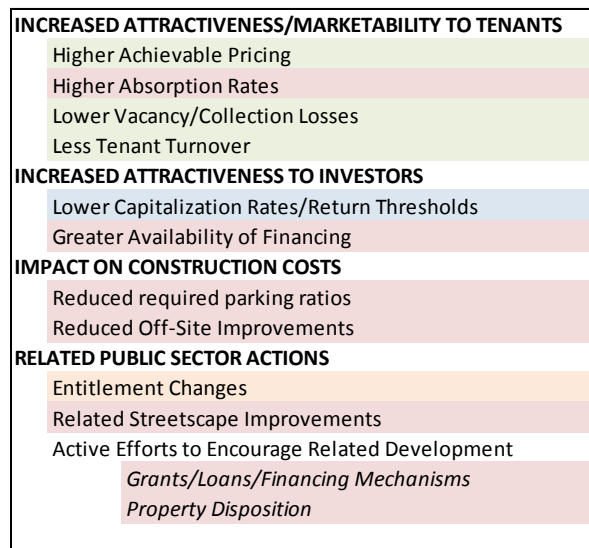 INCREASED ATTRACTIVENESS/MARKETABILITY TO TENANTS
Higher Achievable Pricing
Higher Absorption Rates
Lower Vacancy/Collection Losses
Less Tenant Turnover
INCREASED ATTRACTIVENESS TO INVESTORS
Lower Capitalization Rates/Return Thresholds
Greater Availability of Financing
IMPACT ON CONSTRUCTION COSTS
Reduced required parking ratios
Reduced Off-Site Improvements
RELATED PUBLIC SECTOR ACTIONS
Entitlement Changes
Related Streetscape Improvements
Active Efforts to Encourage Related Development
Grants/Loans/Financing Mechanisms
Property Disposition